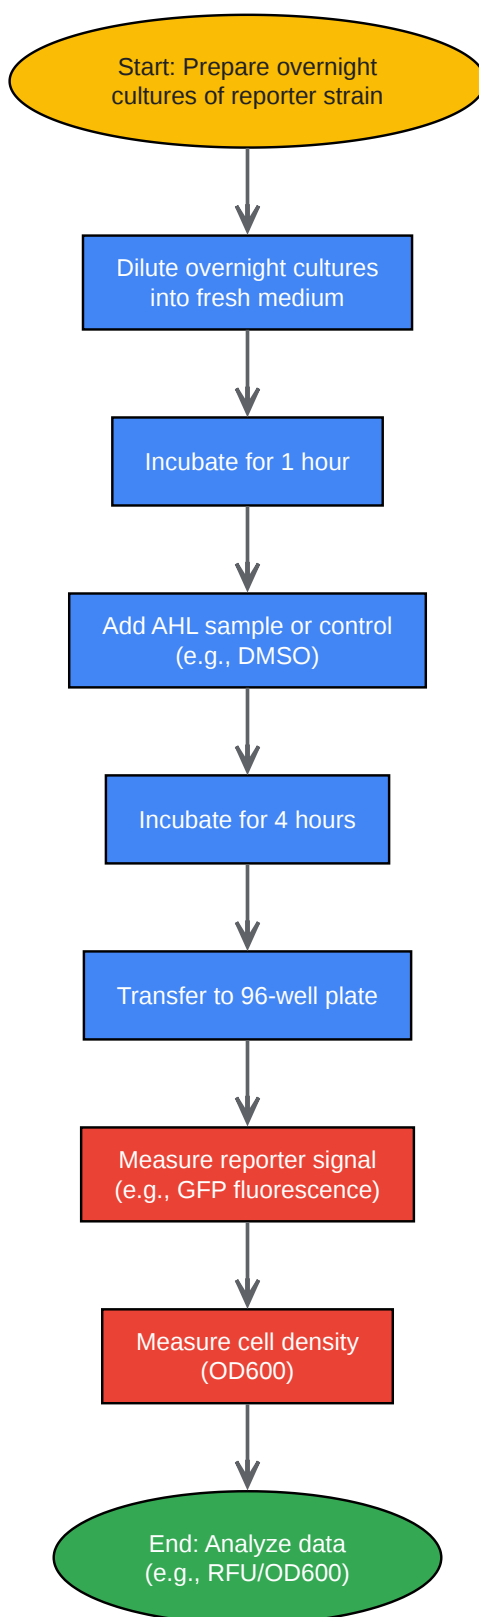 Start: Prepare overnight
cultures of reporter strain
Dilute overnight cultures
into fresh medium
Incubate for 1 hour
Add AHL sample or control
(e.g., DMSO)
Incubate for 4 hours
Transfer to 96-well plate
Measure reporter signal
(e.g., GFP fluorescence)
Measure cell density
(OD600)
End: Analyze data
(e.g., RFU/OD600)